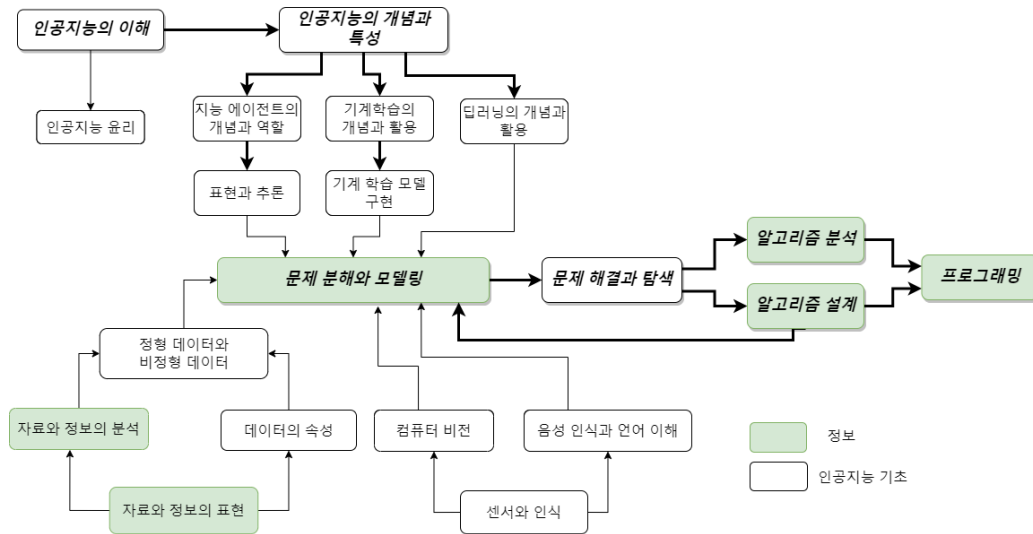 인공지능의 이해
인공지능의 개념과
특성
인공지능 윤리
지능 에이전트의
개념과 역할
기계학습의
개념과 활용
딥러닝의 개념과
활용
표현과 추론
기계 학습 모델
구현
문제 분해와 모델링
문제 해결과 탐색
알고리즘 분석
알고리즘 설계
프로그래밍
정형 데이터와
비정형 데이터
자료와 정보의 분석
데이터의 속성
컴퓨터 비전
음성 인식과 언어 이해
자료와 정보의 표현
센서와 인식
정보
인공지능 기초